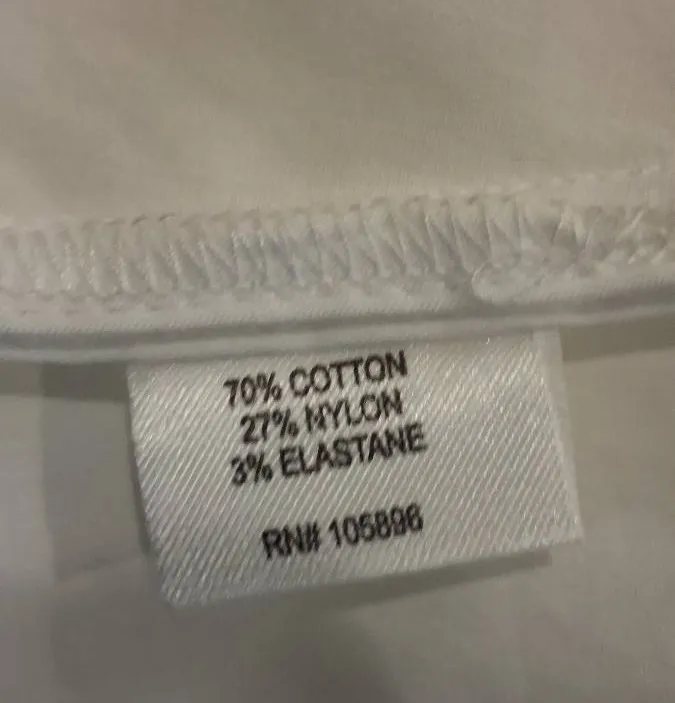 70% COTTON
27% NYLON
3% ELASTANE
RN# 105896